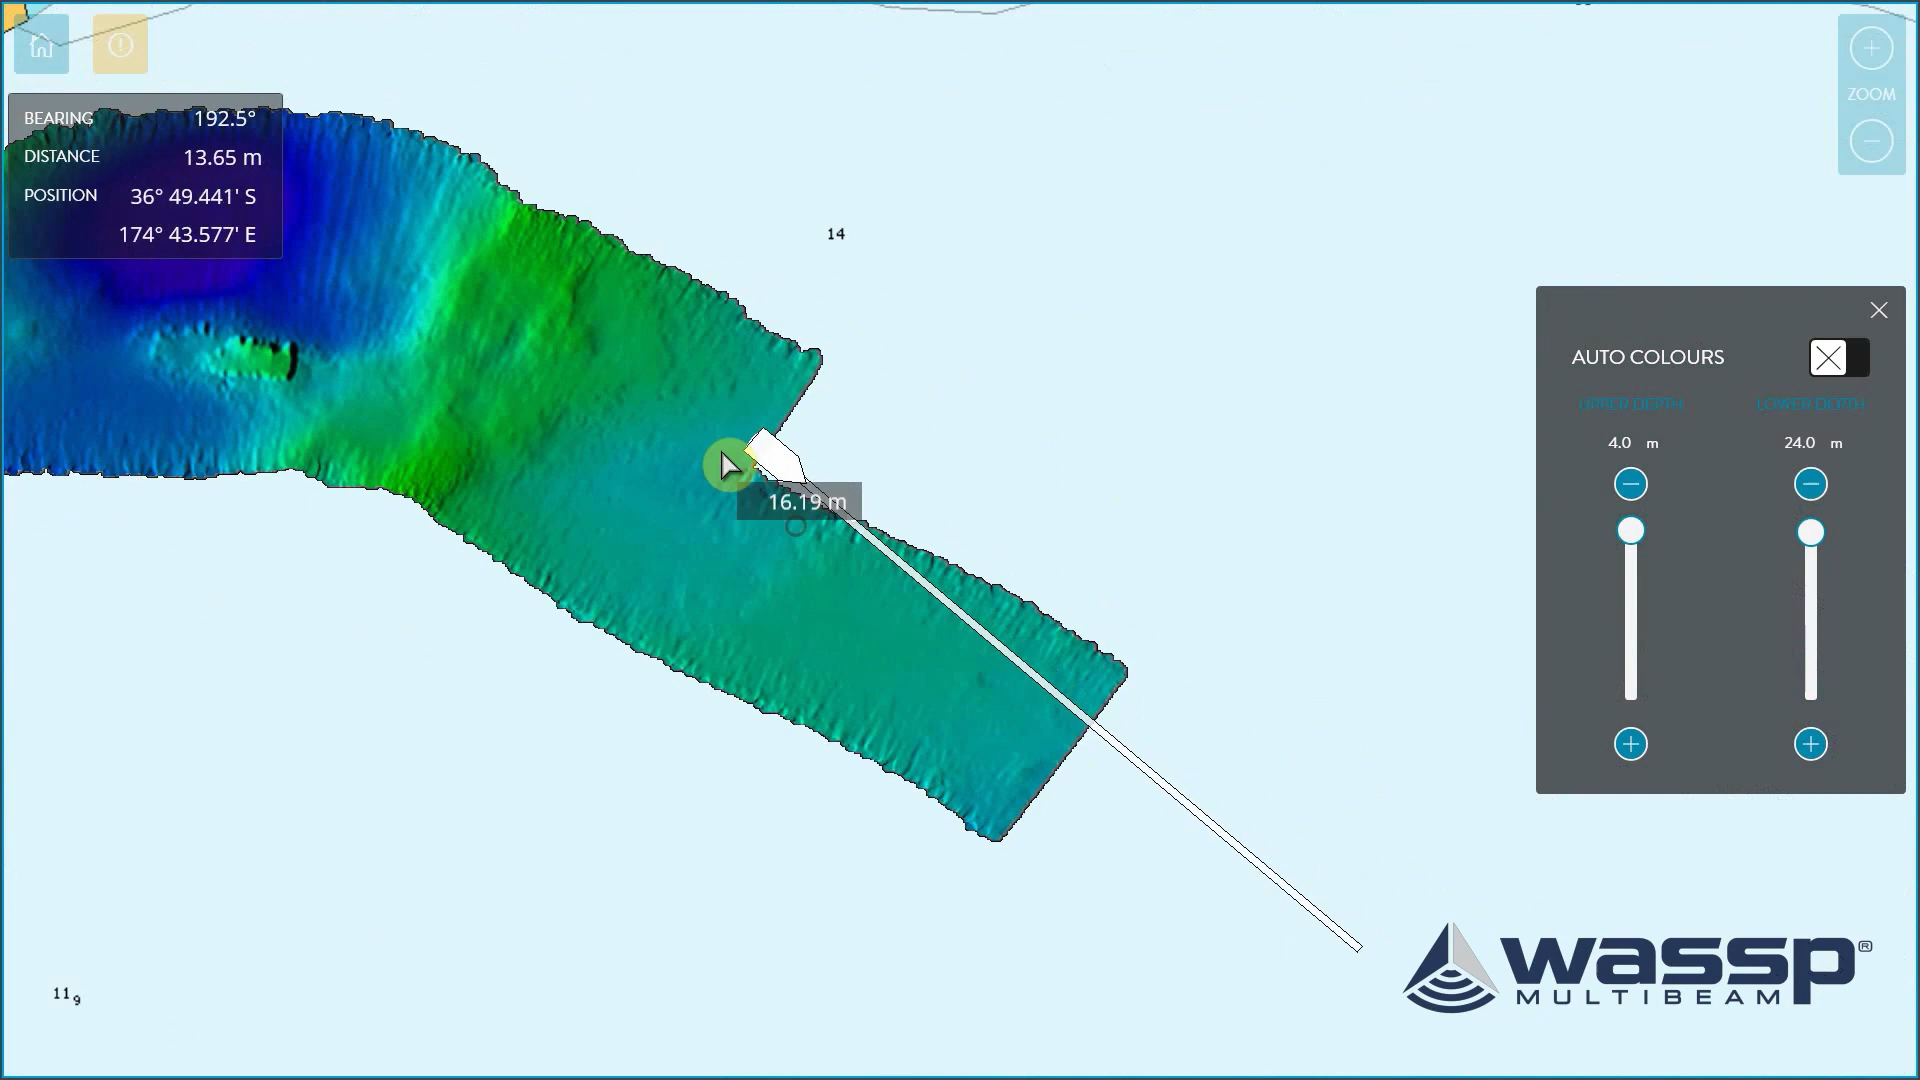 BEARING 192.5°
DISTANCE 13.65 m
POSITION 36° 49.441' S
174° 43.577' E
ZOOM
14
AUTO COLOURS
UPPER DEPTH LOWER DEPTH
4.0 m 24.0 m
16.19 m
11 9
wassp®
MULTIBEAM